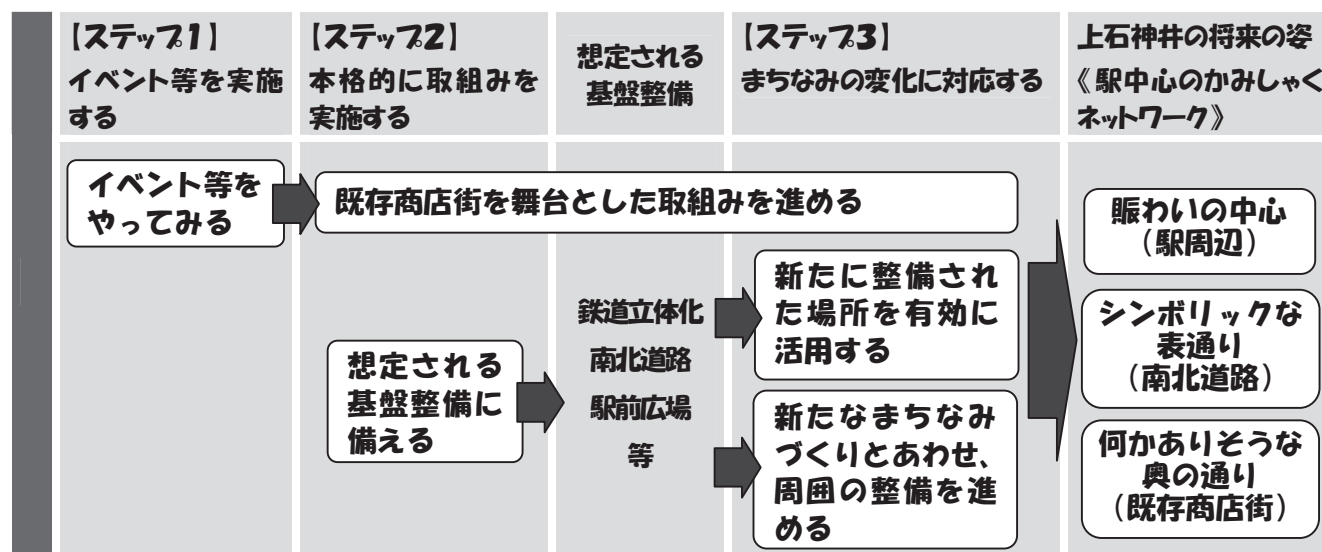 【ステップ1】
イベント等を実施
する
【ステップ2】
本格的に取組みを
実施する
想定される
基盤整備
【ステップ3】
まちなみの変化に対応する
上石神井の将来の姿
《駅中心のかみしゃく
ネットワーク》
イベント等を
やってみる
既存商店街を舞台とした取組みを進める
想定される
基盤整備に
備える
鉄道立体化
南北道路
駅前広場
等
新たに整備され
た場所を有効に
活用する
新たなまちなみ
づくりとあわせ、
周囲の整備を進
める
賑わいの中心
（駅周辺）
シンボリックな
表通り
（南北道路）
何かありそうな
奥の通り
（既存商店街）